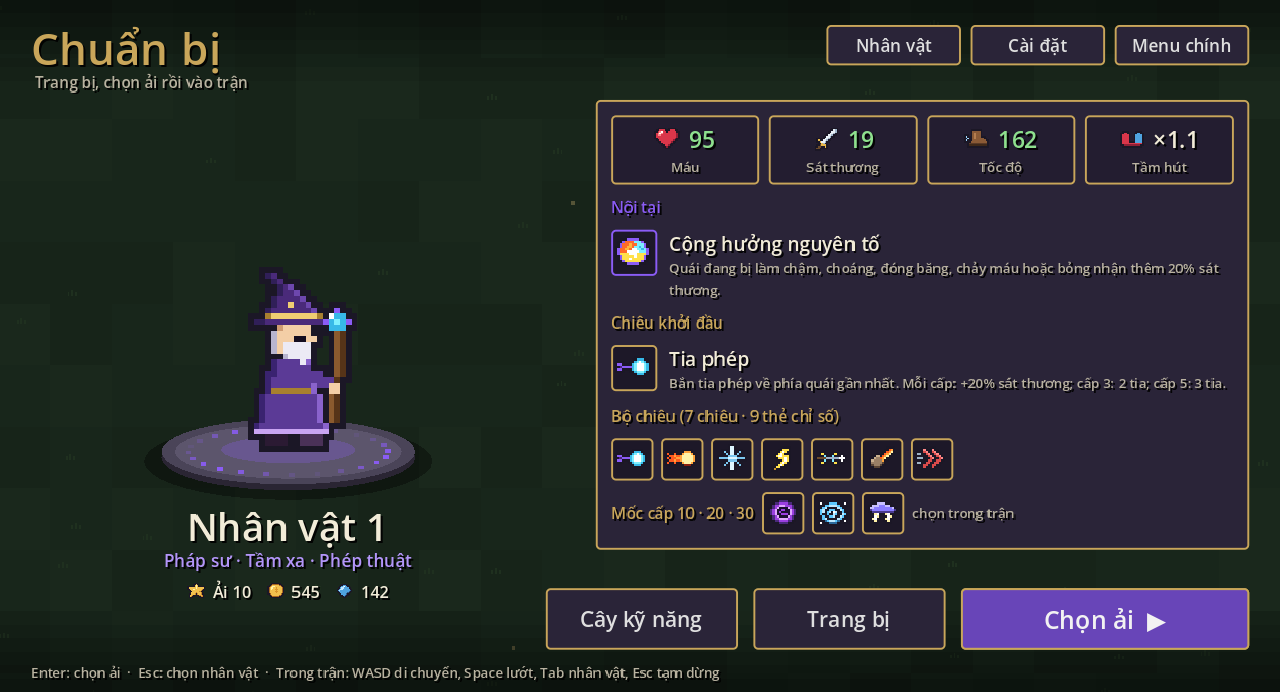 Chuẩn bị
Trang bị, chọn ải rồi vào trận
Nhân vật
Cài đặt
Menu chính
95
Máu
19
Sát thương
162
Tốc độ
×1.1
Tầm hút
Nội tại
Cộng hưởng nguyên tố
Quái đang bị làm chậm, choáng, đóng băng, chảy máu hoặc bỏng nhận thêm 20% sát
thương.
Chiêu khởi đầu
Tia phép
Bắn tia phép về phía quái gần nhất. Mỗi cấp: +20% sát thương; cấp 3: 2 tia; cấp 5: 3 tia.
Bộ chiêu (7 chiêu · 9 thẻ chỉ số)
Mốc cấp 10 · 20 · 30
chọn trong trận
Nhân vật 1
Pháp sư · Tầm xa · Phép thuật
Ải 10 545 142
Cây kỹ năng
Trang bị
Chọn ải ▶
Enter: chọn ải · Esc: chọn nhân vật · Trong trận: WASD di chuyển, Space lướt, Tab nhân vật, Esc tạm dừng